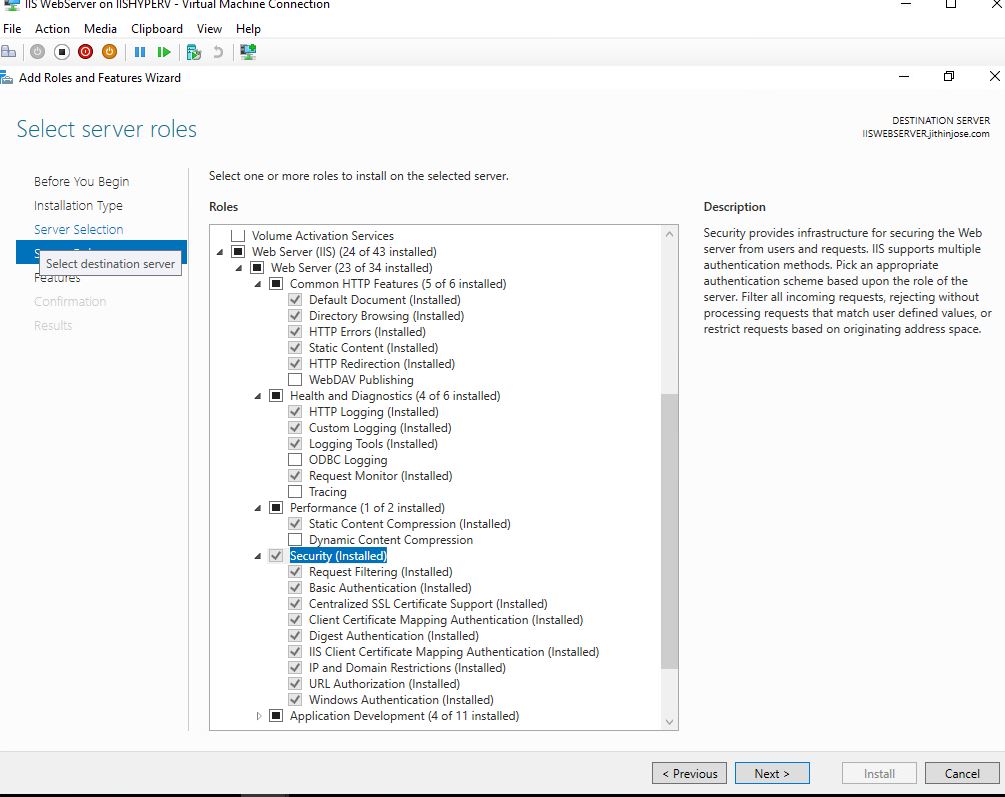 IIS WebServer on IISHYPERV - Virtual Machine Connection
File Action Media Clipboard View Help
Add Roles and Features Wizard
Select server roles
DESTINATION SERVER
IISWEBSERVER.jithinjose.com
Before You Begin
Installation Type
Server Selection
Select destination server
Features
Confirmation
Results
Select one or more roles to install on the selected server.
Roles
Volume Activation Services
Web Server (IIS) (24 of 43 installed)
Web Server (23 of 34 installed)
Common HTTP Features (5 of 6 installed)
Default Document (Installed)
Directory Browsing (Installed)
HTTP Errors (Installed)
Static Content (Installed)
HTTP Redirection (Installed)
WebDAV Publishing
Health and Diagnostics (4 of 6 installed)
HTTP Logging (Installed)
Custom Logging (Installed)
Logging Tools (Installed)
ODBC Logging
Request Monitor (Installed)
Tracing
Performance (1 of 2 installed)
Static Content Compression (Installed)
Dynamic Content Compression
Security (Installed)
Request Filtering (Installed)
Basic Authentication (Installed)
Centralized SSL Certificate Support (Installed)
Client Certificate Mapping Authentication (Installed)
Digest Authentication (Installed)
IIS Client Certificate Mapping Authentication (Installed)
IP and Domain Restrictions (Installed)
URL Authorization (Installed)
Windows Authentication (Installed)
Application Development (4 of 11 installed)
Description
Security provides infrastructure for securing the Web
server from users and requests. IIS supports multiple
authentication methods. Pick an appropriate
authentication scheme based upon the role of the
server. Filter all incoming requests, rejecting without
processing requests that match user defined values, or
restrict requests based on originating address space.
< Previous
Next >
Install
Cancel